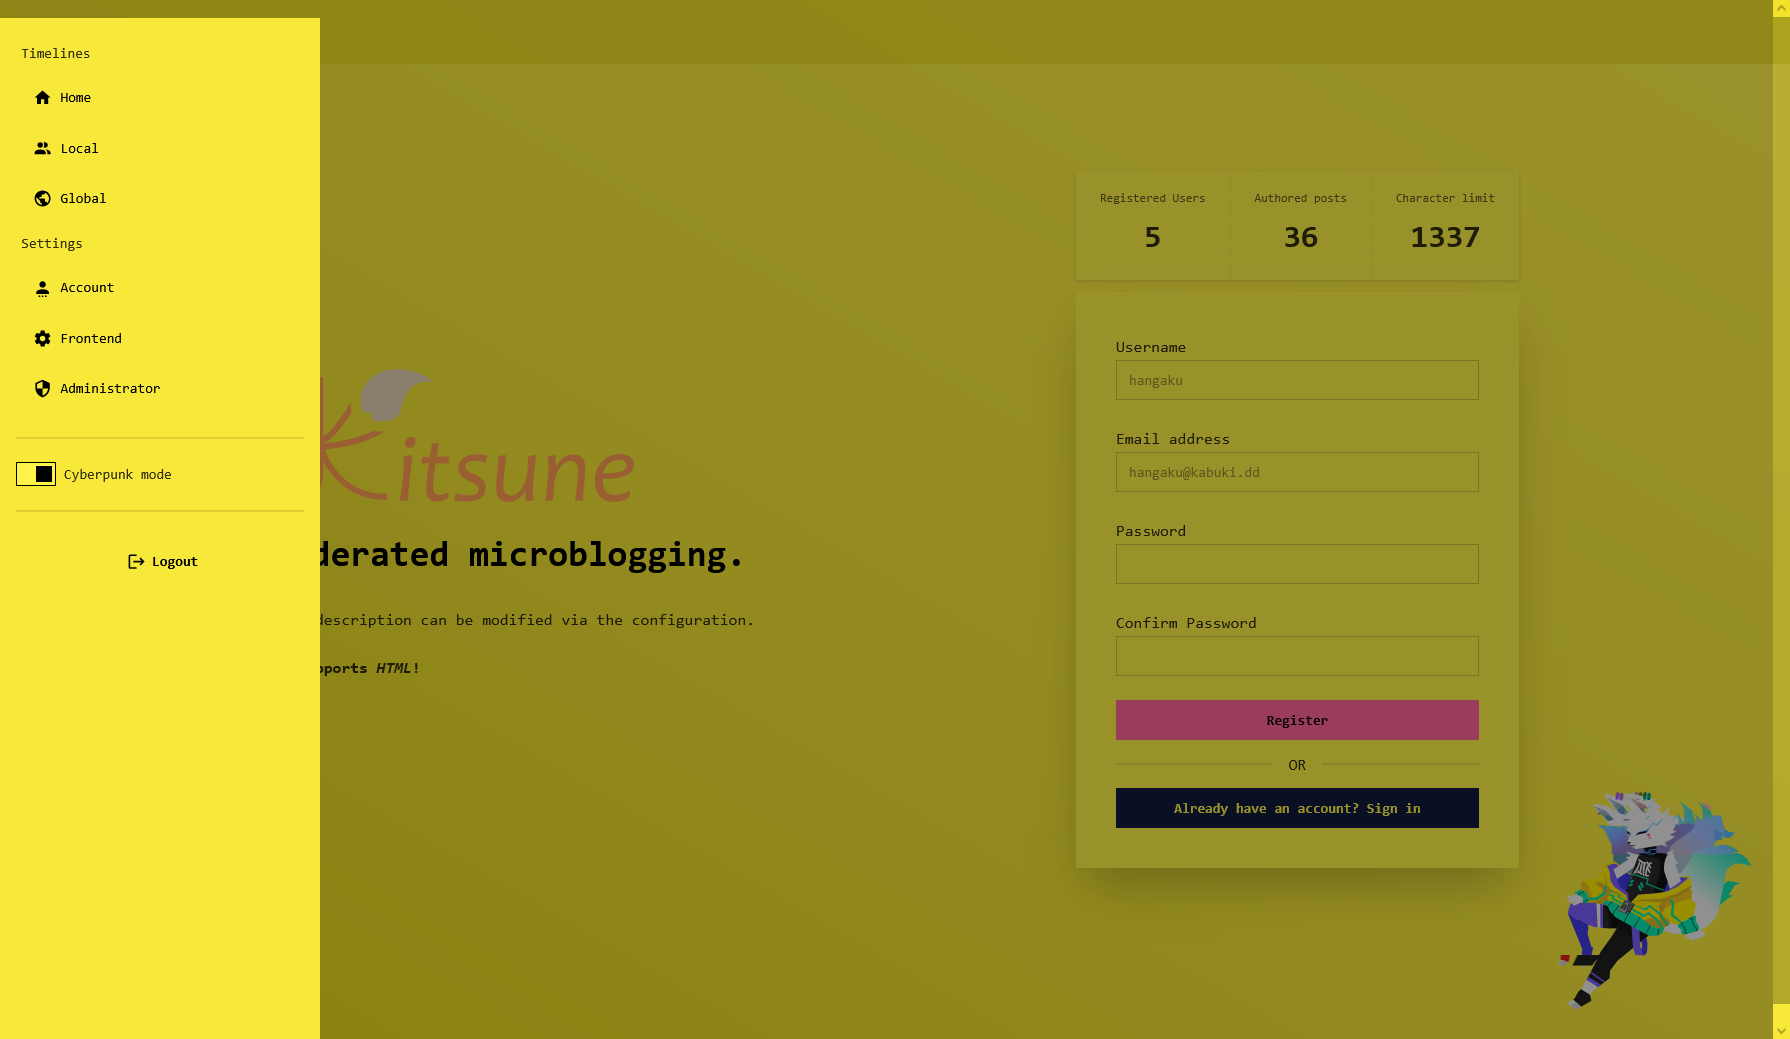 Timelines
Home
Local
Global
Settings
Account
Frontend
Administrator
Cyberpunk mode
Logout
Kitsune
derated microblogging.
description can be modified via the configuration.
pports HTML!
Registered Users
5
Authored posts
36
Character limit
1337
Username
hangaku
Email address
hangaku@kabuki.dd
Password
Confirm Password
Register
OR
Already have an account? Sign in